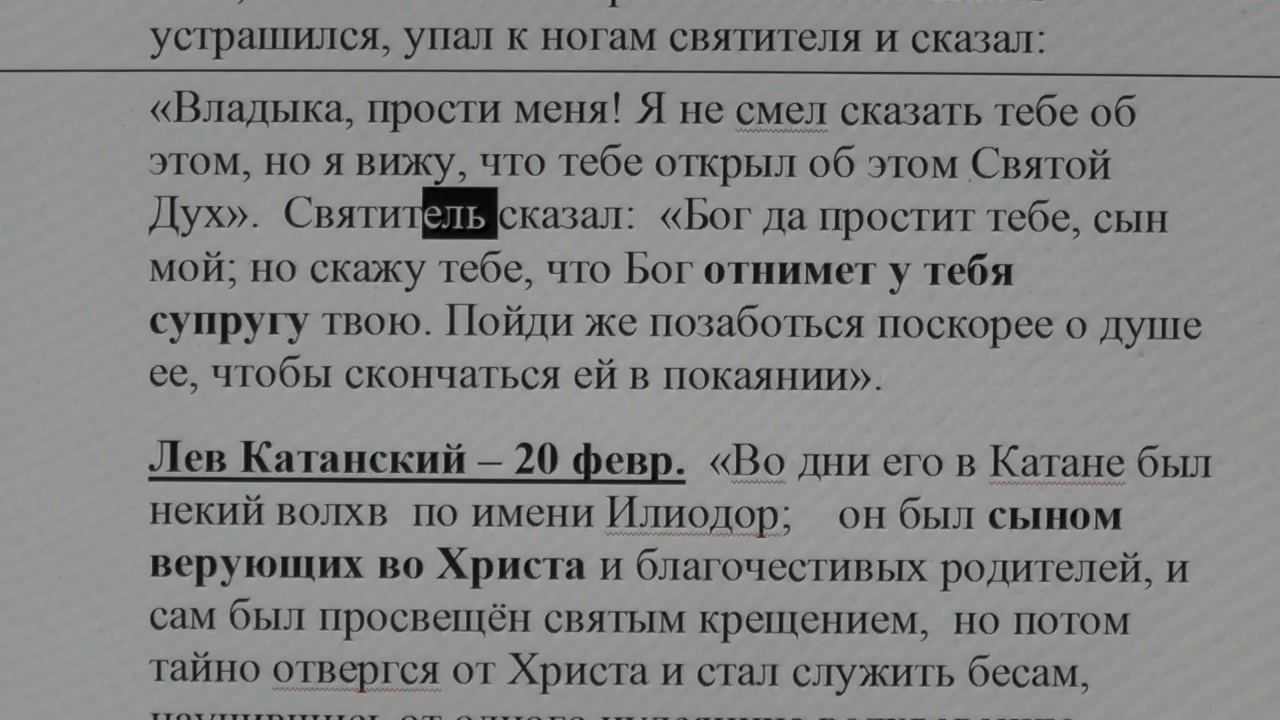 устрашился, упал к ногам святителя и сказал:
«Владыка, прости меня! Я не смел сказать тебе об
этом, но я вижу, что тебе открыл об этом Святой
Дух». Святитель сказал: «Бог да простит тебе, сын
мой; но скажу тебе, что Бог отнимет у тебя
супругу твою. Пойди же позаботься поскорее о душе
ее, чтобы скончаться ей в покаянии».
Лев Катанский – 20 февр. «Во дни его в Катане был
некий волхв по имени Илиодор; он был сыном
верующих во Христа и благочестивых родителей, и
сам был просвещён святым крещением, но потом
тайно отвергся от Христа и стал служить бесам,